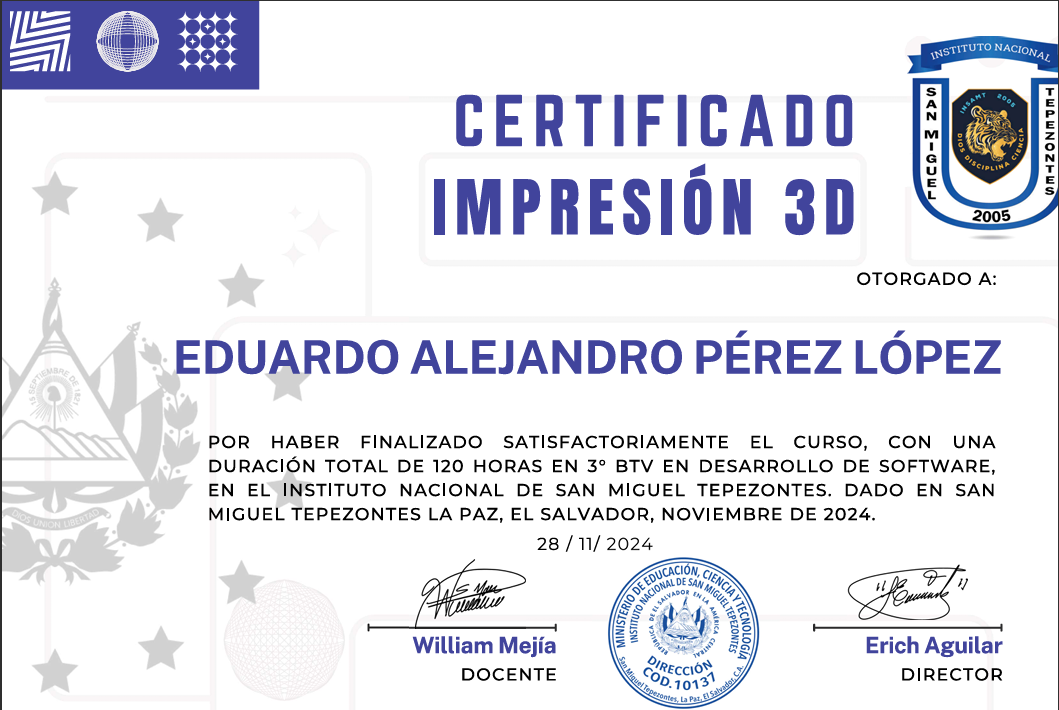 INSTITUTO NACIONAL
SAN MIGUEL
TEPEZONTES
INSAMT 2005
DIOS DISCIPLINA CIENCIA
2005
CERTIFICADO
IMPRESIÓN 3D
OTORGADO A:
EDUARDO ALEJANDRO PÉREZ LÓPEZ
15 SEPTIEMBRE DE 1821
DIOS UNION LIBERTAD
POR HABER FINALIZADO SATISFACTORIAMENTE EL CURSO, CON UNA
DURACIÓN TOTAL DE 120 HORAS EN 3° BTV EN DESARROLLO DE SOFTWARE,
EN EL INSTITUTO NACIONAL DE SAN MIGUEL TEPEZONTES. DADO EN SAN
MIGUEL TEPEZONTES LA PAZ, EL SALVADOR, NOVIEMBRE DE 2024.
28 / 11/ 2024
William Mejía
DOCENTE
MINISTERIO DE EDUCACIÓN, CIENCIA Y TECNOLOGÍA
INSTITUTO NACIONAL DE SAN MIGUEL TEPEZONTES
REPÚBLICA DE EL SALVADOR EN LA AMÉRICA CENTRAL
DIRECCIÓN
COD. 10137
San Miguel Tepezontes, La Paz, El Salvador, C.A.
Erich Aguilar
DIRECTOR